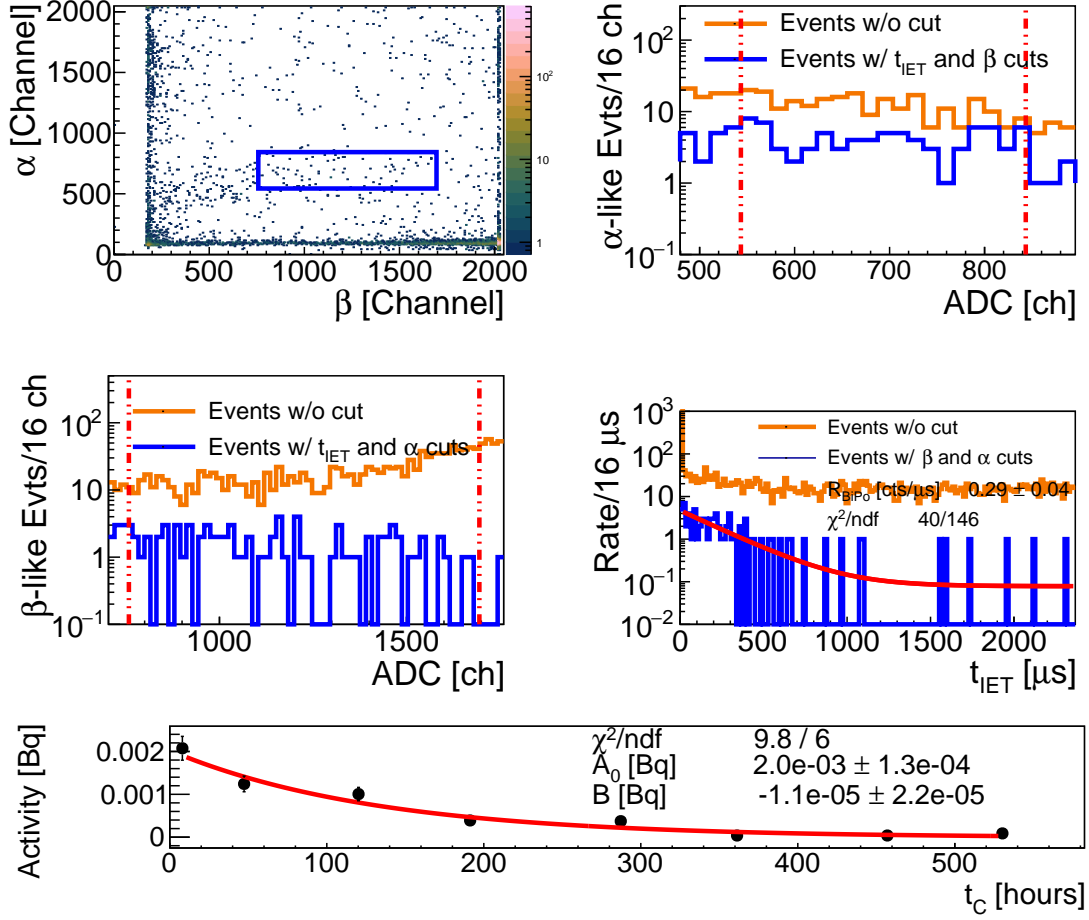 α [Channel]
2000
1500
1000
500
0
0 500 1000 1500 2000
β [Channel]
10²
10
1
α-like Evts/16 ch
10²
10
1
10⁻¹
Events w/o cut
Events w/ t_IET and β cuts
500 600 700 800
ADC [ch]
β-like Evts/16 ch
10²
10
1
10⁻¹
Events w/o cut
Events w/ t_IET and α cuts
1000 1500
ADC [ch]
Rate/16 μs
10³
10²
10
1
10⁻¹
10⁻²
Events w/o cut
Events w/ β and α cuts
R_BiPo [cts/μs] 0.29 ± 0.04
χ²/ndf 40/146
0 500 1000 1500 2000
t_IET [μs]
Activity [Bq]
0.002
0.001
0
χ²/ndf 9.8 / 6
A₀ [Bq] 2.0e-03 ± 1.3e-04
B [Bq] -1.1e-05 ± 2.2e-05
0 100 200 300 400 500
t_C [hours]